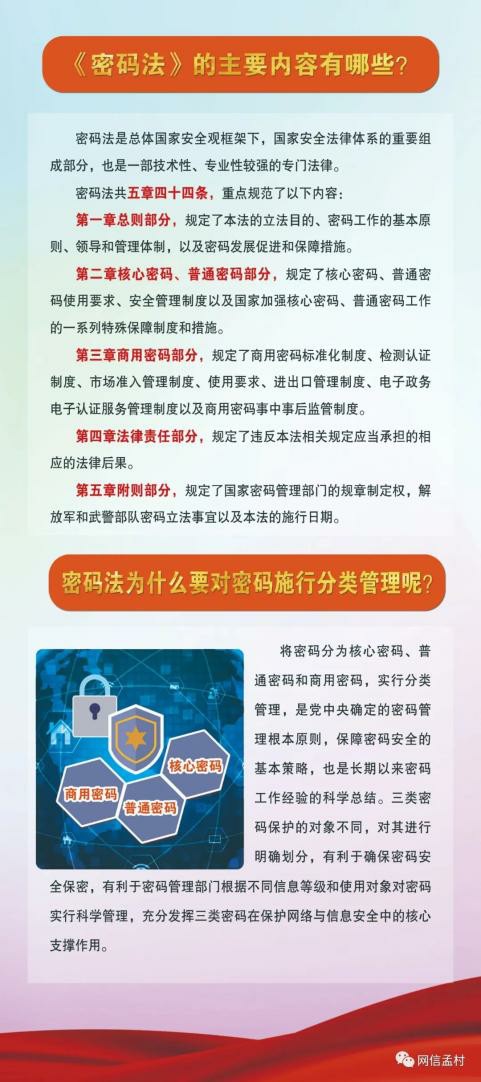 《密码法》的主要内容有哪些？
密码法是总体国家安全观框架下，国家安全法律体系的重要组
成部分，也是一部技术性、专业性较强的专门法律。
密码法共五章四十四条，重点规范了以下内容：
第一章总则部分，规定了本法的立法目的、密码工作的基本原
则、领导和管理体制，以及密码发展促进和保障措施。
第二章核心密码、普通密码部分，规定了核心密码、普通密
码使用要求、安全管理制度以及国家加强核心密码、普通密码工作
的一系列特殊保障制度和措施。
第三章商用密码部分，规定了商用密码标准化制度、检测认证
制度、市场准入管理制度、使用要求、进出口管理制度、电子政务
电子认证服务管理制度以及商用密码事中事后监管制度。
第四章法律责任部分，规定了违反本法相关规定应当承担的相
应的法律后果。
第五章附则部分，规定了国家密码管理部门的规章制定权，解
放军和武警部队密码立法事宜以及本法的施行日期。
密码法为什么要对密码施行分类管理呢？
核心密码
商用密码
普通密码
将密码分为核心密码、普
通密码和商用密码，实行分类
管理，是党中央确定的密码管
理根本原则，保障密码安全的
基本策略，也是长期以来密码
工作经验的科学总结。三类密
码保护的对象不同，对其进行
明确划分，有利于确保密码安
全保密，有利于密码管理部门根据不同信息等级和使用对象对密码
实行科学管理，充分发挥三类密码在保护网络与信息安全中的核心
支撑作用。
网信孟村